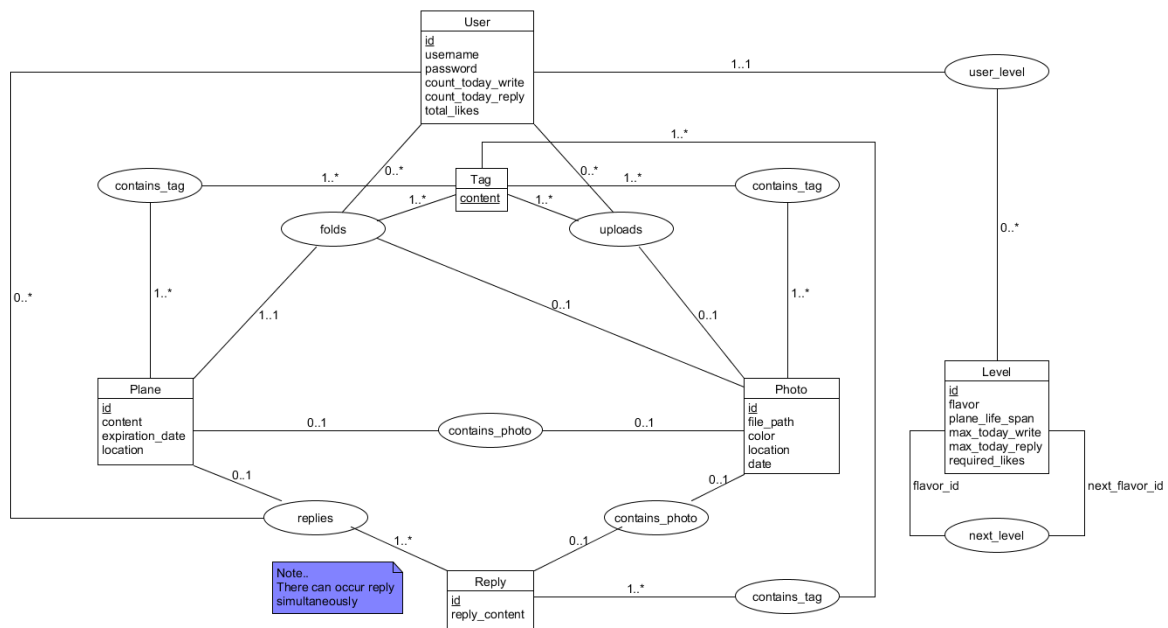 User
id
username
password
count_today_write
count_today_reply
total_likes
1..1
user_level
1..*
0..*
0..*
contains_tag
1..*
Tag
content
1..*
contains_tag
1..*
1..*
folds
uploads
0..*
0..*
1..*
1..1
0..1
0..1
1..*
Plane
id
content
expiration_date
location
Photo
id
file_path
color
location
date
Level
id
flavor
plane_life_span
max_today_write
max_today_reply
required_likes
0..1
contains_photo
0..1
0..1
0..1
flavor_id
next_flavor_id
replies
contains_photo
next_level
1..*
0..1
Note..
There can occur reply
simultaneously
Reply
id
reply_content
1..*
contains_tag